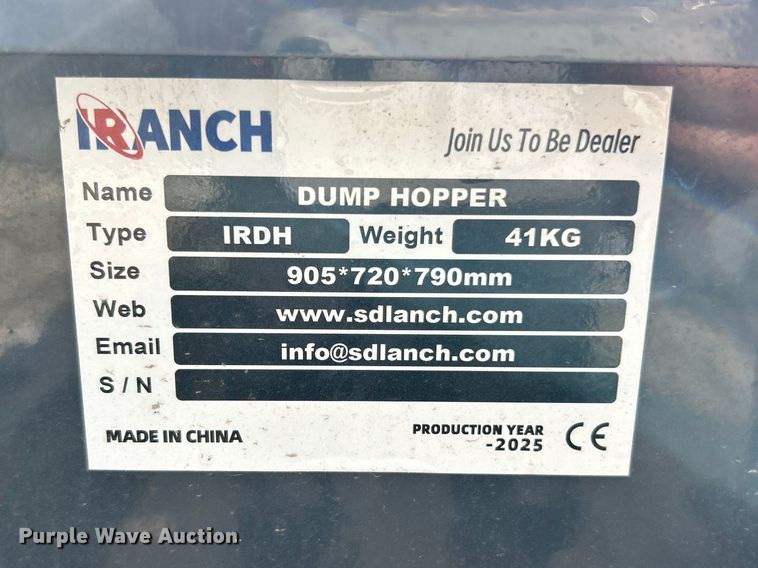 IRANCH
Join Us To Be Dealer
Name DUMP HOPPER
Type IRDH Weight 41KG
Size 905*720*790mm
Web www.sdlanch.com
Email info@sdlanch.com
S / N
MADE IN CHINA PRODUCTION YEAR
-2025 CE
Purple Wave Auction